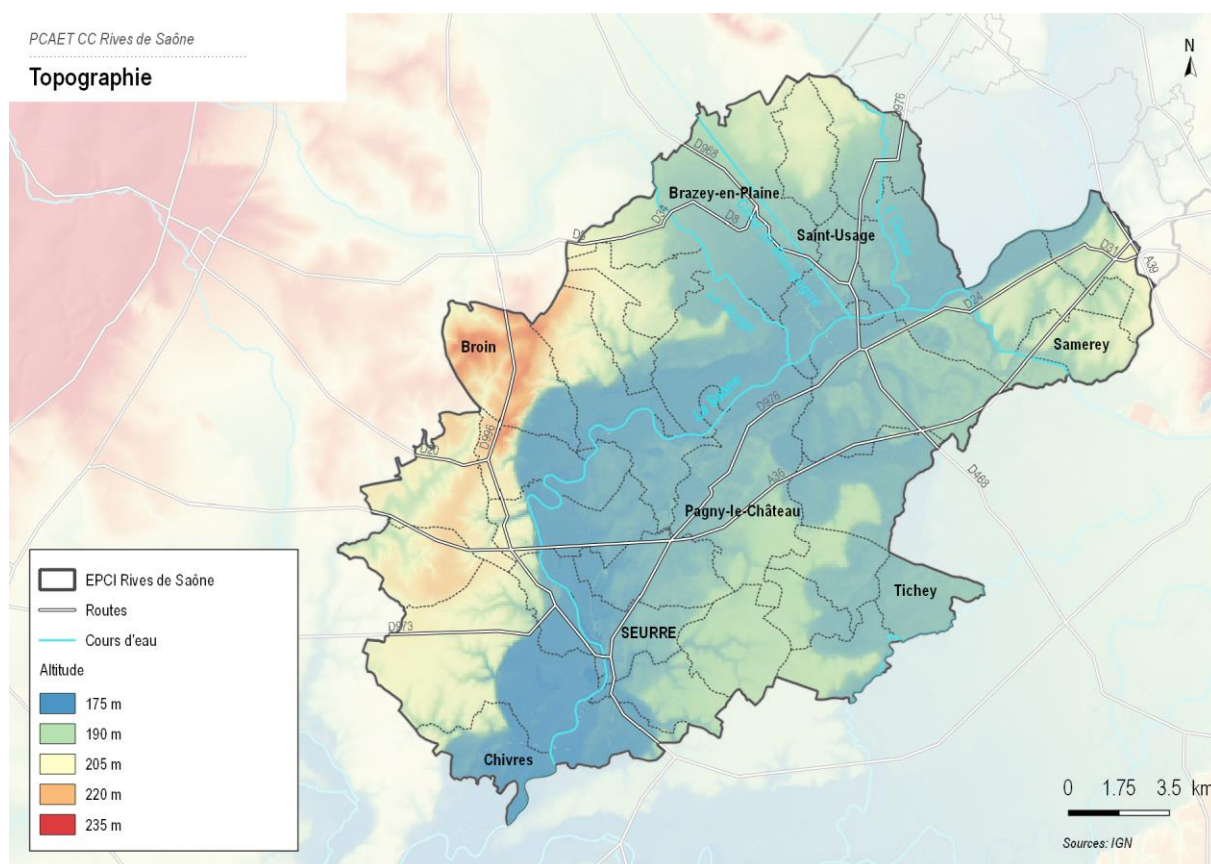 PCAET CC Rives de Saône
Topographie
N
D976
D968
Brazey-en-Plaine
D34
D8
Saint-Usage
D8
La Saône
D24
D31
A39
Samerey
Broin
D996
D20
D976
A36
D468
Pagny-le-Château
Tichey
SEURRE
D973
Chivres
EPCI Rives de Saône
Routes
Cours d'eau
Altitude
175 m
190 m
205 m
220 m
235 m
0 1.75 3.5 km
Sources: IGN